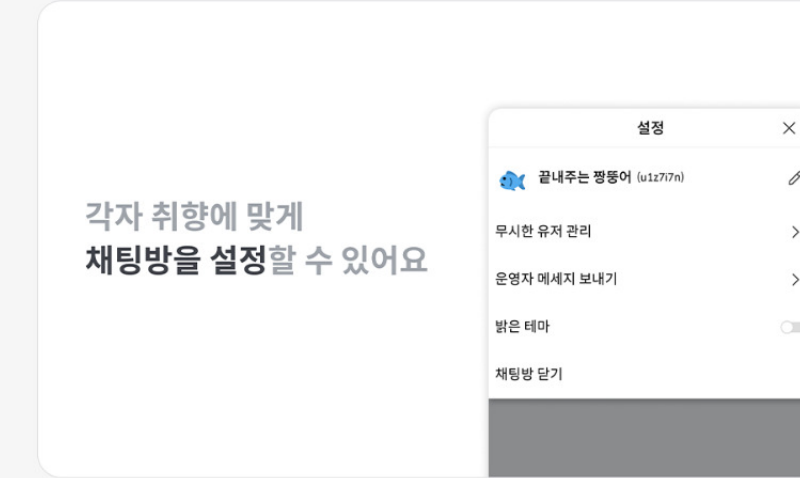 각자 취향에 맞게
채팅방을 설정할 수 있어요
설정
끝내주는 짱뚱어 (u1z7i7n)
무시한 유저 관리
운영자 메세지 보내기
밝은 테마
채팅방 닫기